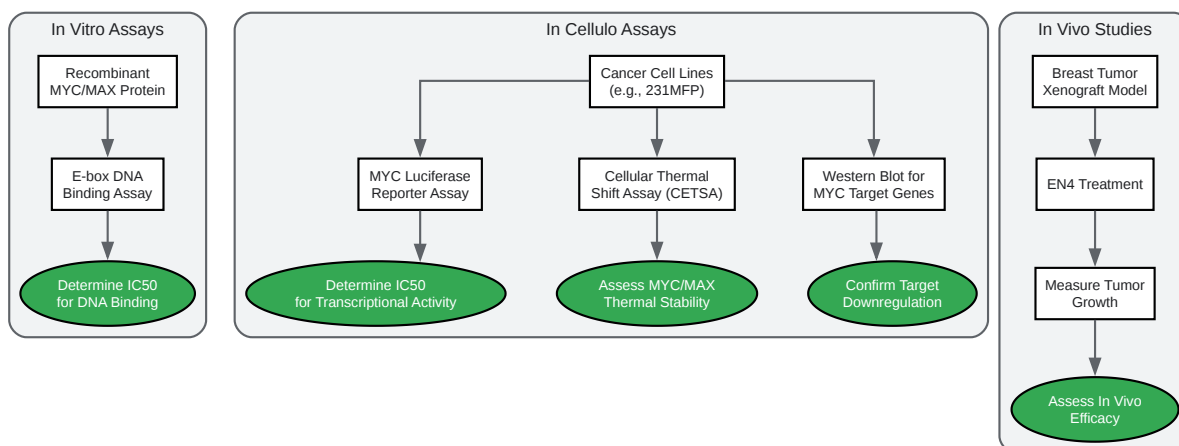 In Vitro Assays
Recombinant
MYC/MAX Protein
E-box DNA
Binding Assay
Determine IC50
for DNA Binding
In Cellulo Assays
Cancer Cell Lines
(e.g., 231MFP)
MYC Luciferase
Reporter Assay
Cellular Thermal
Shift Assay (CETSA)
Western Blot for
MYC Target Genes
Determine IC50
for Transcriptional Activity
Assess MYC/MAX
Thermal Stability
Confirm Target
Downregulation
In Vivo Studies
Breast Tumor
Xenograft Model
EN4 Treatment
Measure Tumor
Growth
Assess In Vivo
Efficacy